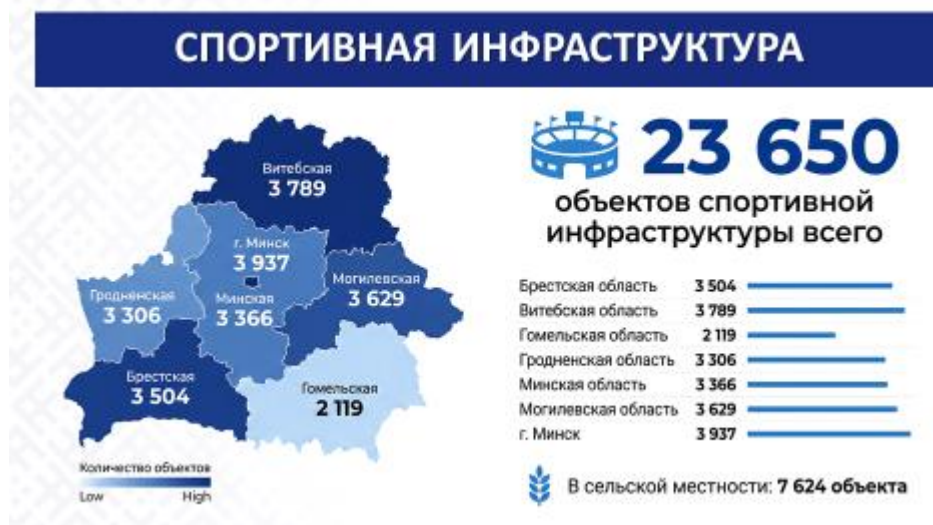 СПОРТИВНАЯ ИНФРАСТРУКТУРА
Витебская
3 789
г. Минск
3 937
Могилевская
3 629
Гродненская
3 306
Минская
3 366
Брестская
3 504
Гомельская
2 119
Количество объектов
Low High
23 650
объектов спортивной
инфраструктуры всего
Брестская область 3 504
Витебская область 3 789
Гомельская область 2 119
Гродненская область 3 306
Минская область 3 366
Могилевская область 3 629
г. Минск 3 937
В сельской местности: 7 624 объекта